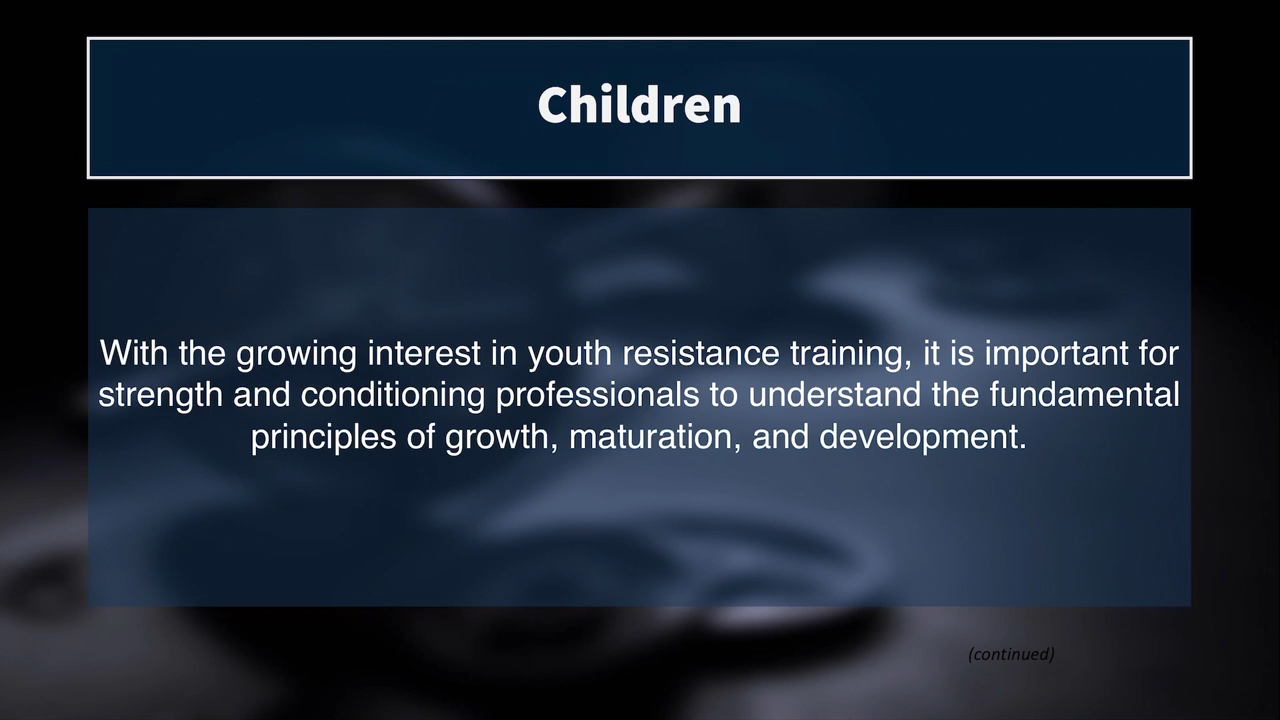 Children
With the growing interest in youth resistance training, it is important for
strength and conditioning professionals to understand the fundamental
principles of growth, maturation, and development.
(continued)